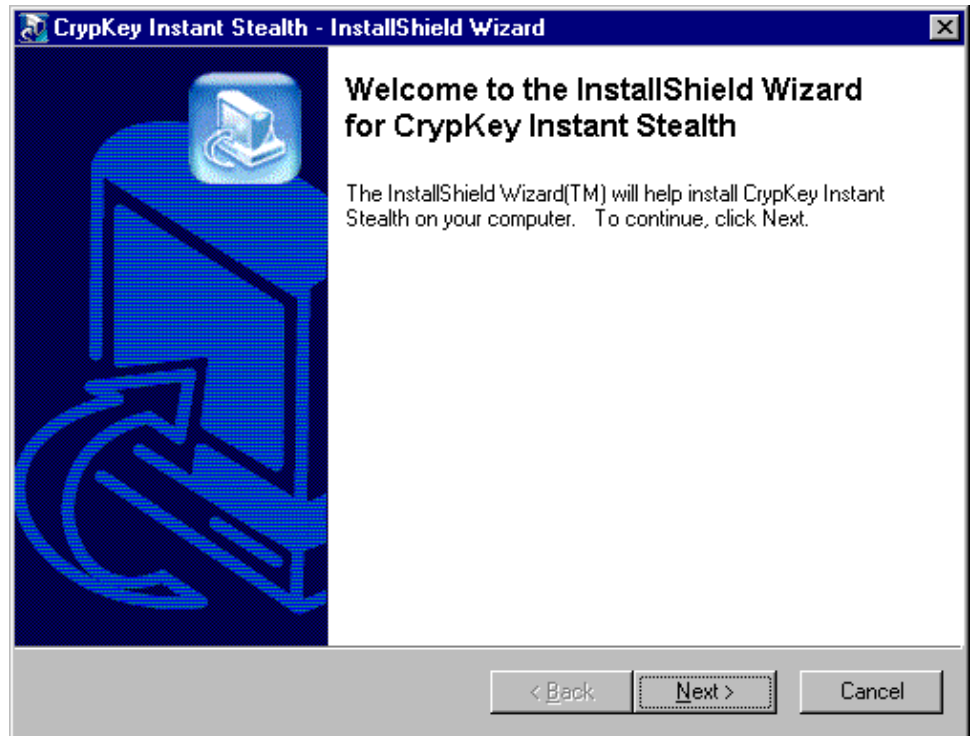 CrypKey Instant Stealth - InstallShield Wizard
Welcome to the InstallShield Wizard
for CrypKey Instant Stealth
The InstallShield Wizard(TM) will help install CrypKey Instant
Stealth on your computer.   To continue, click Next.
< Back
Next >
Cancel